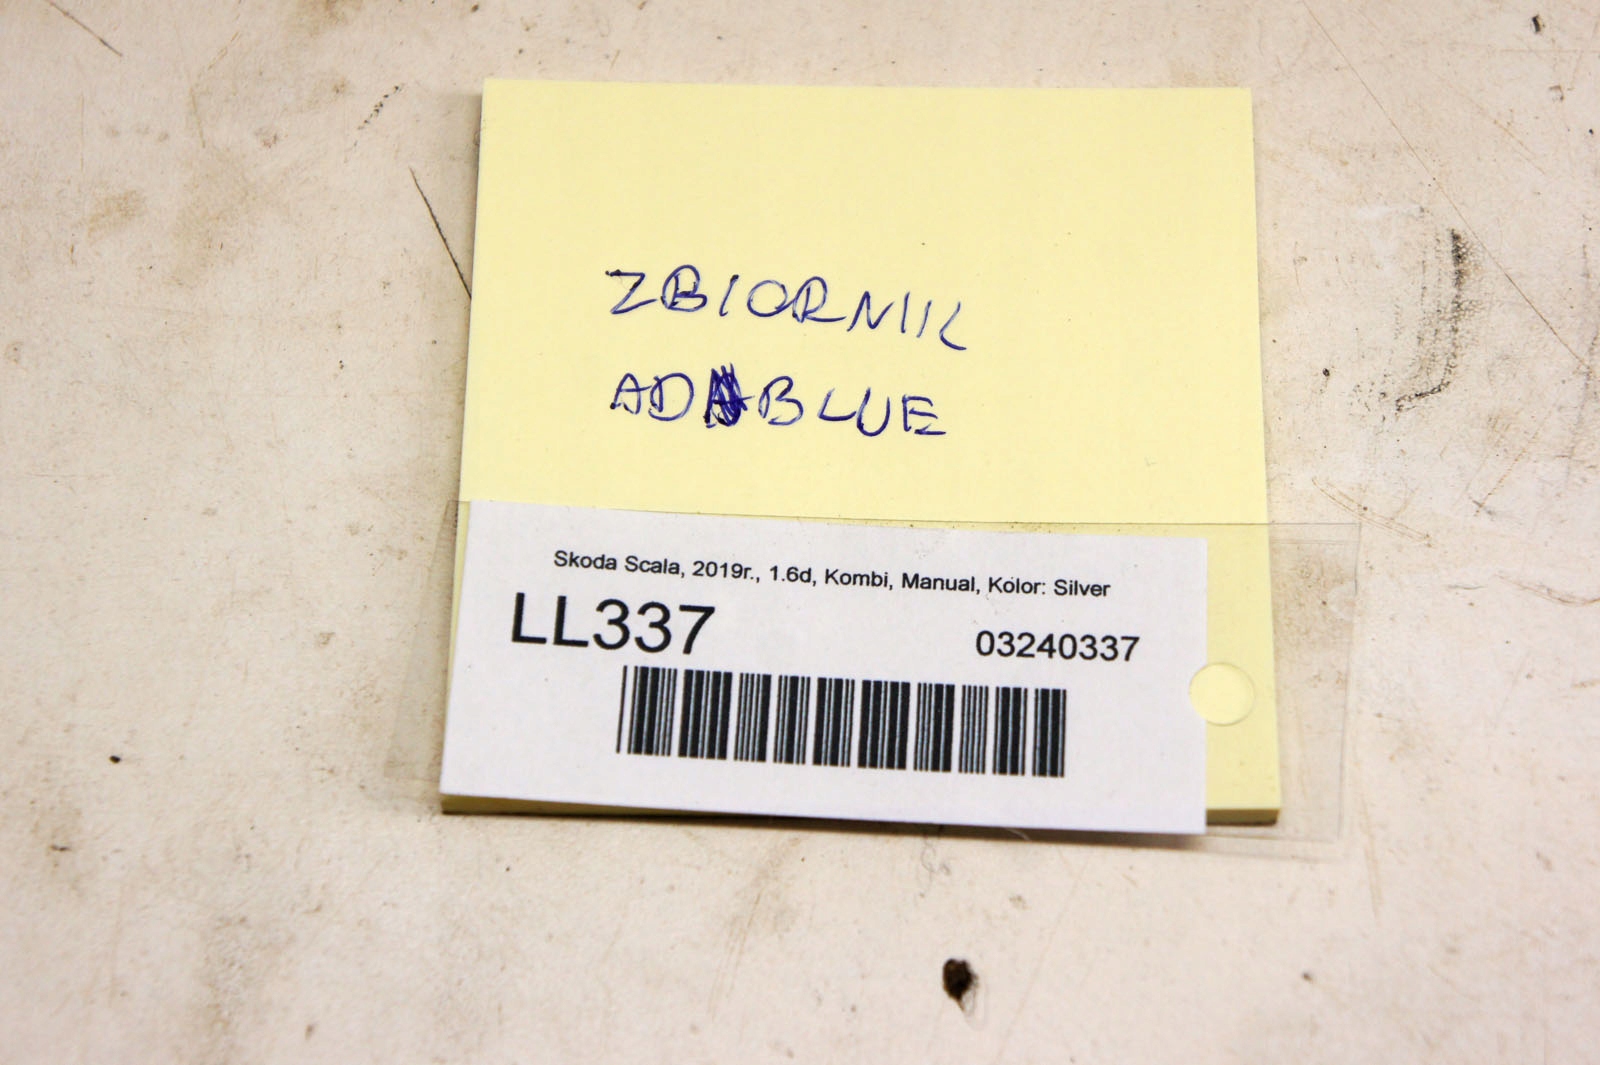 ZBIORNIK
ADBLUE
Skoda Scala, 2019r., 1.6d, Kombi, Manual, Kolor: Silver
LL337 03240337